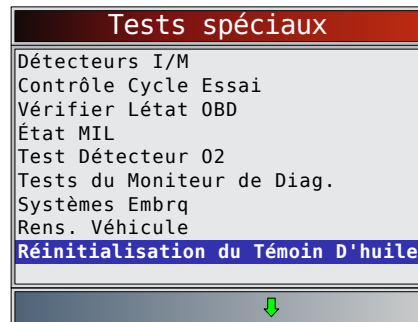 Tests spéciaux
Détecteurs I/M
Contrôle Cycle Essai
Vérifier Létat OBD
État MIL
Test Détecteur O2
Tests du Moniteur de Diag.
Systèmes Embrq
Rens. Véhicule
Réinitialisation du Témoin D'huile